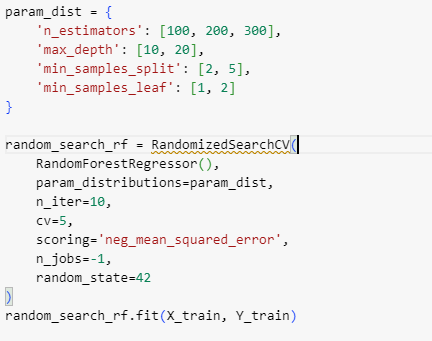 param_dist = {
    'n_estimators': [100, 200, 300],
    'max_depth': [10, 20],
    'min_samples_split': [2, 5],
    'min_samples_leaf': [1, 2]
}
random_search_rf = RandomizedSearchCV(
    RandomForestRegressor(),
    param_distributions=param_dist,
    n_iter=10,
    cv=5,
    scoring='neg_mean_squared_error',
    n_jobs=-1,
    random_state=42
)
random_search_rf.fit(X_train, Y_train)